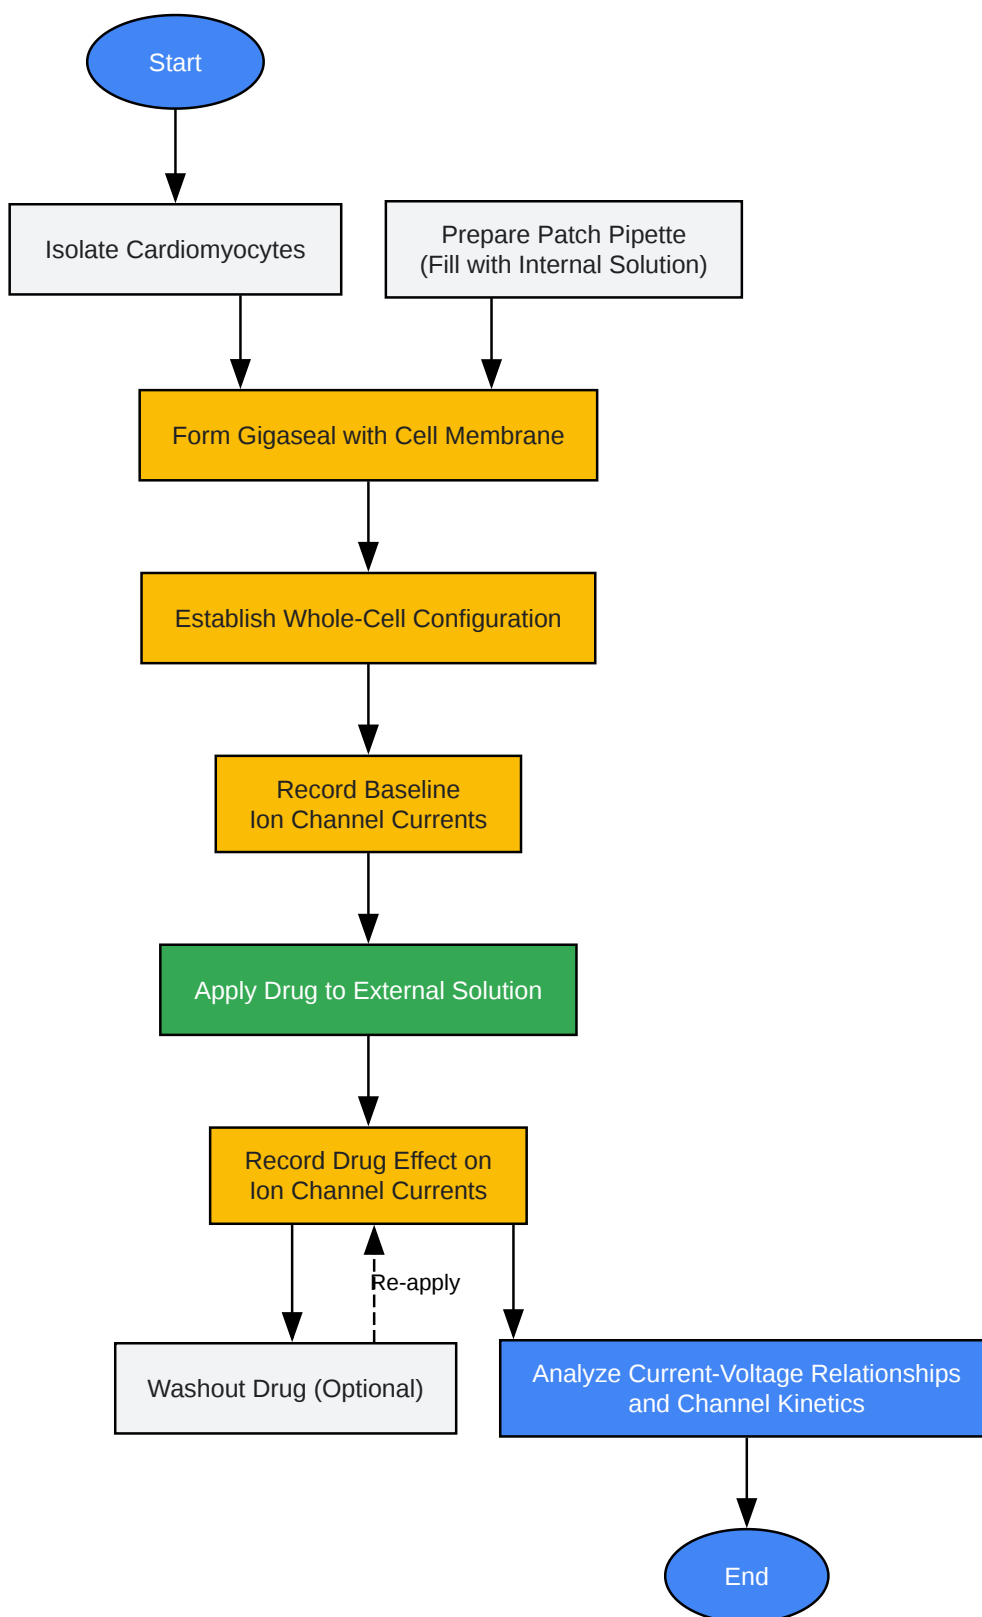 Start
Isolate Cardiomyocytes
Prepare Patch Pipette
(Fill with Internal Solution)
Form Gigaseal with Cell Membrane
Establish Whole-Cell Configuration
Record Baseline
Ion Channel Currents
Apply Drug to External Solution
Record Drug Effect on
Ion Channel Currents
Re-apply
Washout Drug (Optional)
Analyze Current-Voltage Relationships
and Channel Kinetics
End